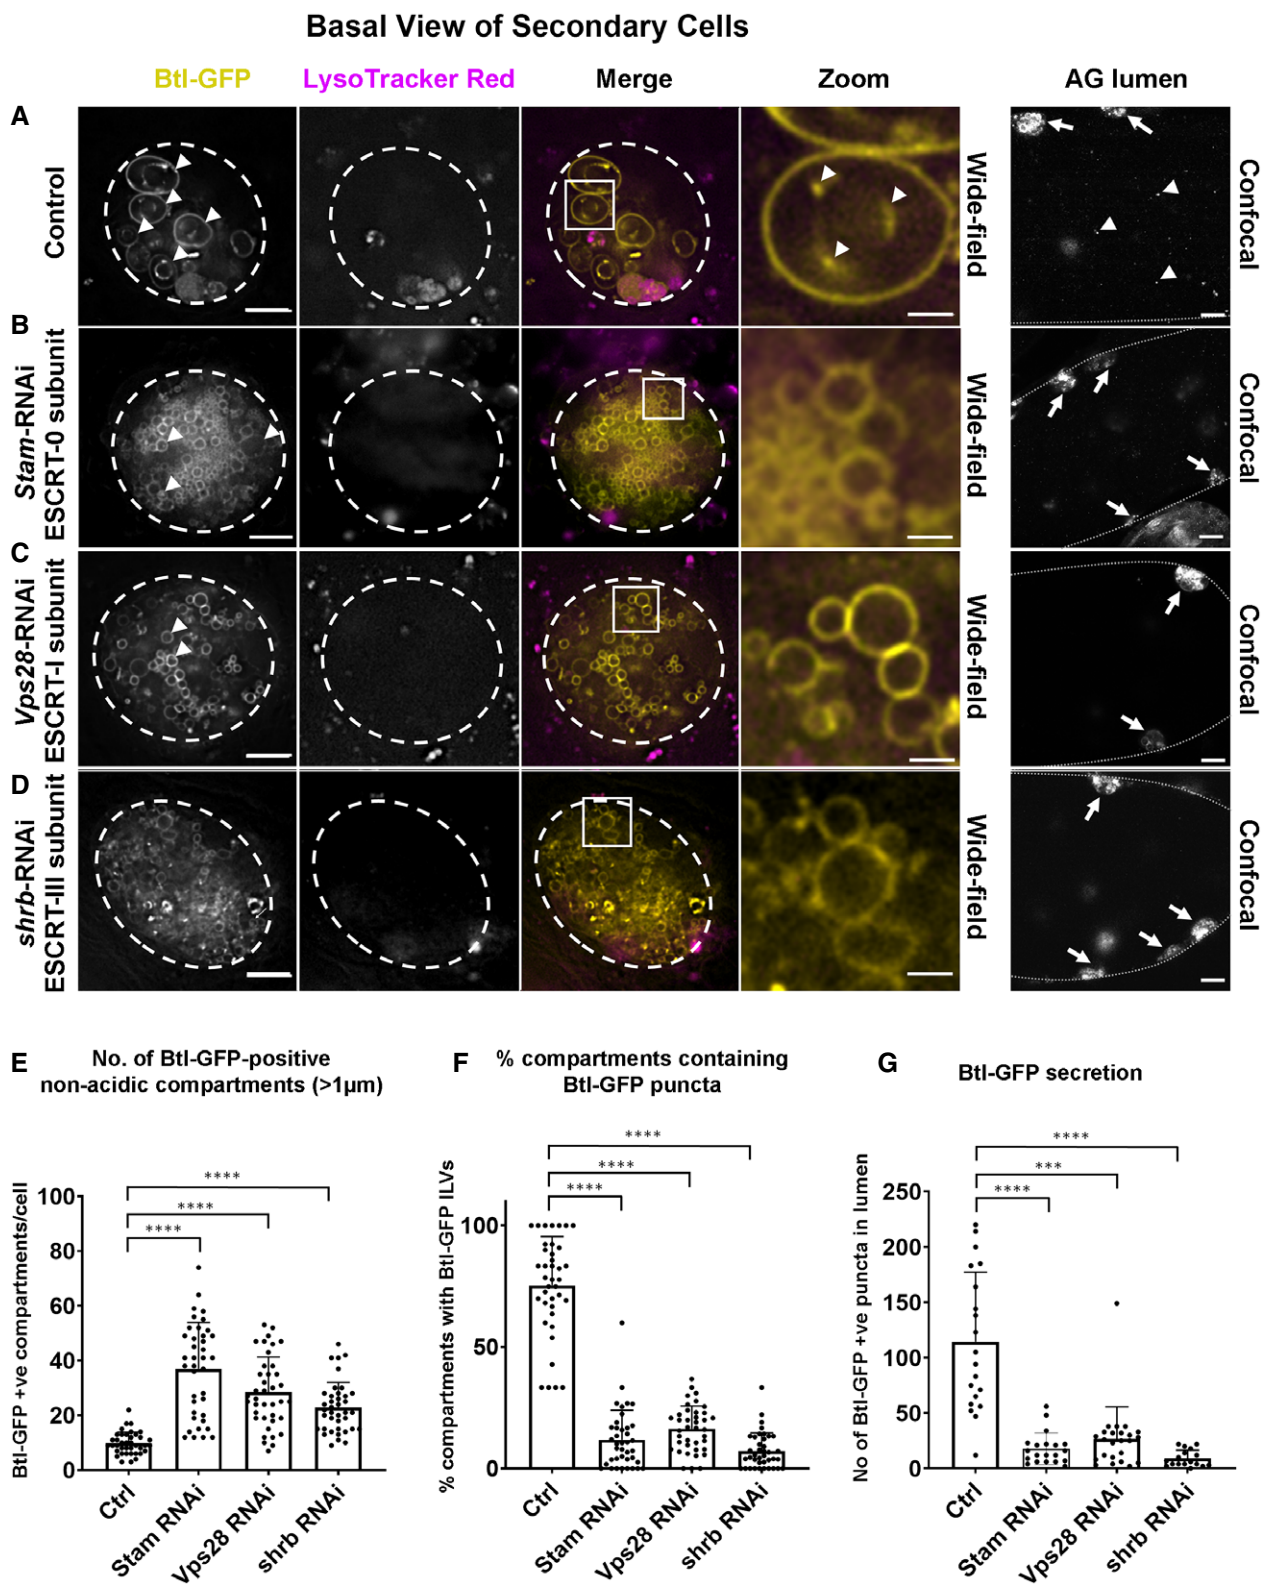 Basal View of Secondary Cells
Btl-GFP
LysoTracker Red
Merge
Zoom
AG lumen
A
Control
Wide-field
Confocal
B
Stam-RNAi
ESCRT-0 subunit
Wide-field
Confocal
C
Vps28-RNAi
ESCRT-I subunit
Wide-field
Confocal
D
shrb-RNAi
ESCRT-III subunit
Wide-field
Confocal
E
No. of Btl-GFP-positive
non-acidic compartments (>1μm)
Btl-GFP +ve compartments/cell
100
80
60
40
20
0
****
****
****
Ctrl
Stam RNAi
Vps28 RNAi
shrb RNAi
F
% compartments containing
Btl-GFP puncta
% compartments with Btl-GFP ILVs
100
50
0
****
****
****
Ctrl
Stam RNAi
Vps28 RNAi
shrb RNAi
G
Btl-GFP secretion
No of Btl-GFP +ve puncta in lumen
250
200
150
100
50
0
****
***
****
Ctrl
Stam RNAi
Vps28 RNAi
shrb RNAi